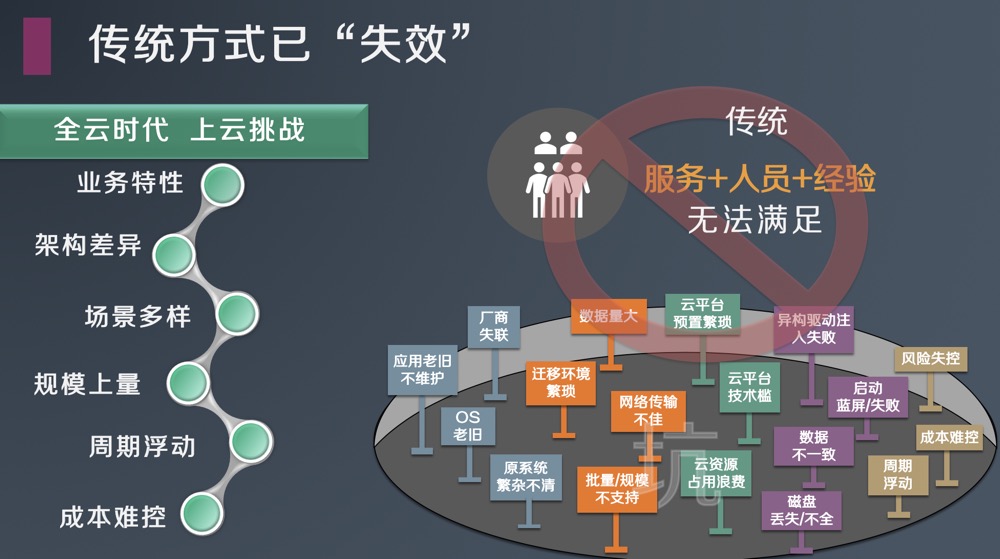 传统方式已“失效”
全云时代 上云挑战
业务特性
架构差异
场景多样
规模上量
周期浮动
成本难控
传统
服务+人员+经验
无法满足
厂商
失联
数据量大
云平台
预置繁琐
异构驱动注
入失败
风险失控
应用老旧
不维护
迁移环境
繁琐
网络传输
不佳
云平台
技术槛
启动
蓝屏/失败
OS
老旧
数据
不一致
成本难控
原系统
繁杂不清
批量/规模
不支持
坑
云资源
占用浪费
磁盘
丢失/不全
周期
浮动